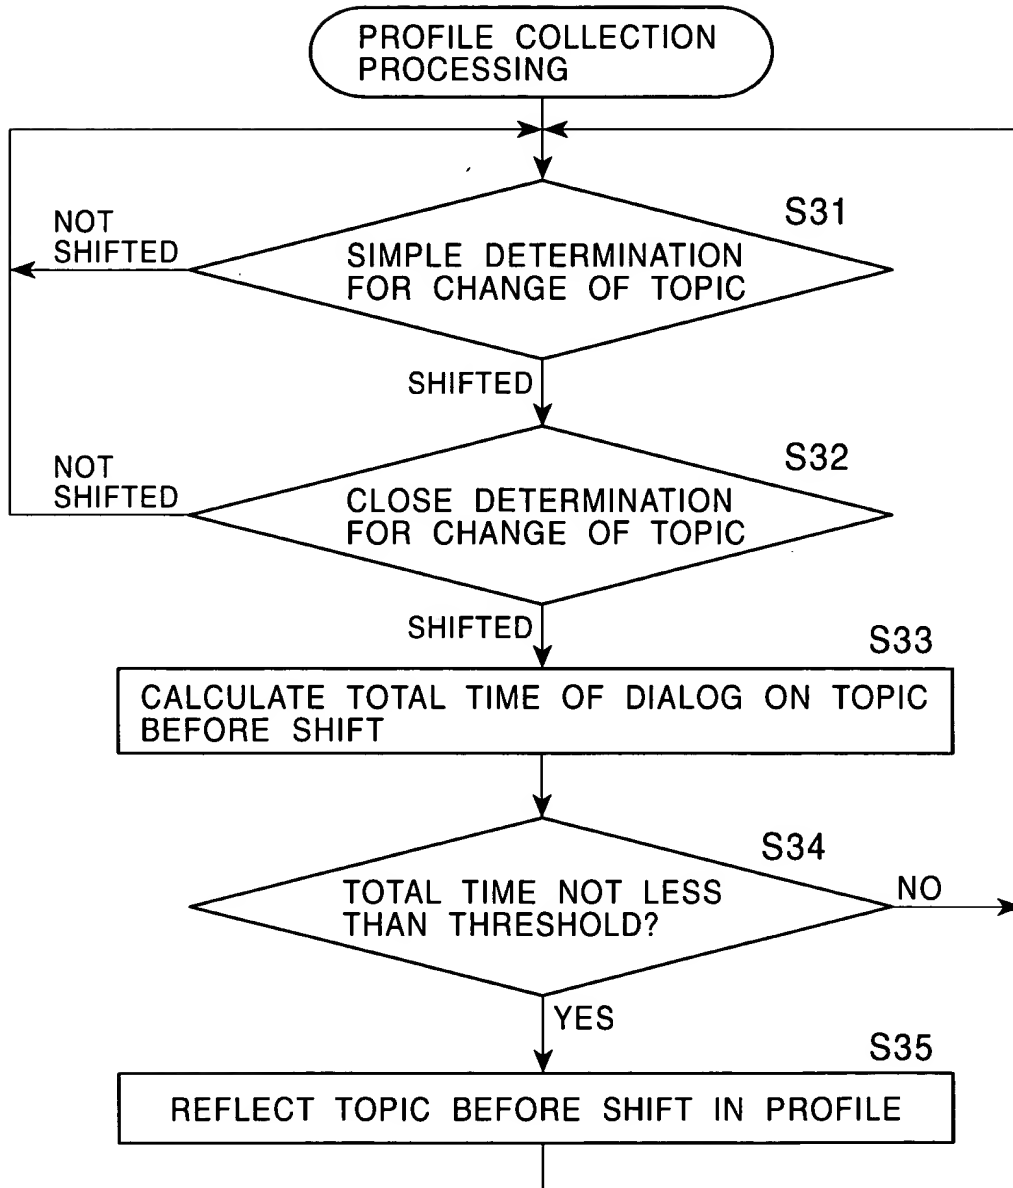 PROFILE COLLECTION
PROCESSING
S31
NOT
SHIFTED
SIMPLE DETERMINATION
FOR CHANGE OF TOPIC
SHIFTED
S32
NOT
SHIFTED
CLOSE DETERMINATION
FOR CHANGE OF TOPIC
SHIFTED
S33
CALCULATE TOTAL TIME OF DIALOG ON TOPIC
BEFORE SHIFT
S34
TOTAL TIME NOT LESS
THAN THRESHOLD?
NO
YES
S35
REFLECT TOPIC BEFORE SHIFT IN PROFILE